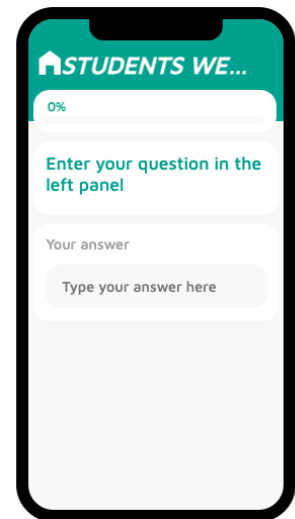 STUDENTS WE...
0%
Enter your question in the
left panel
Your answer
Type your answer here